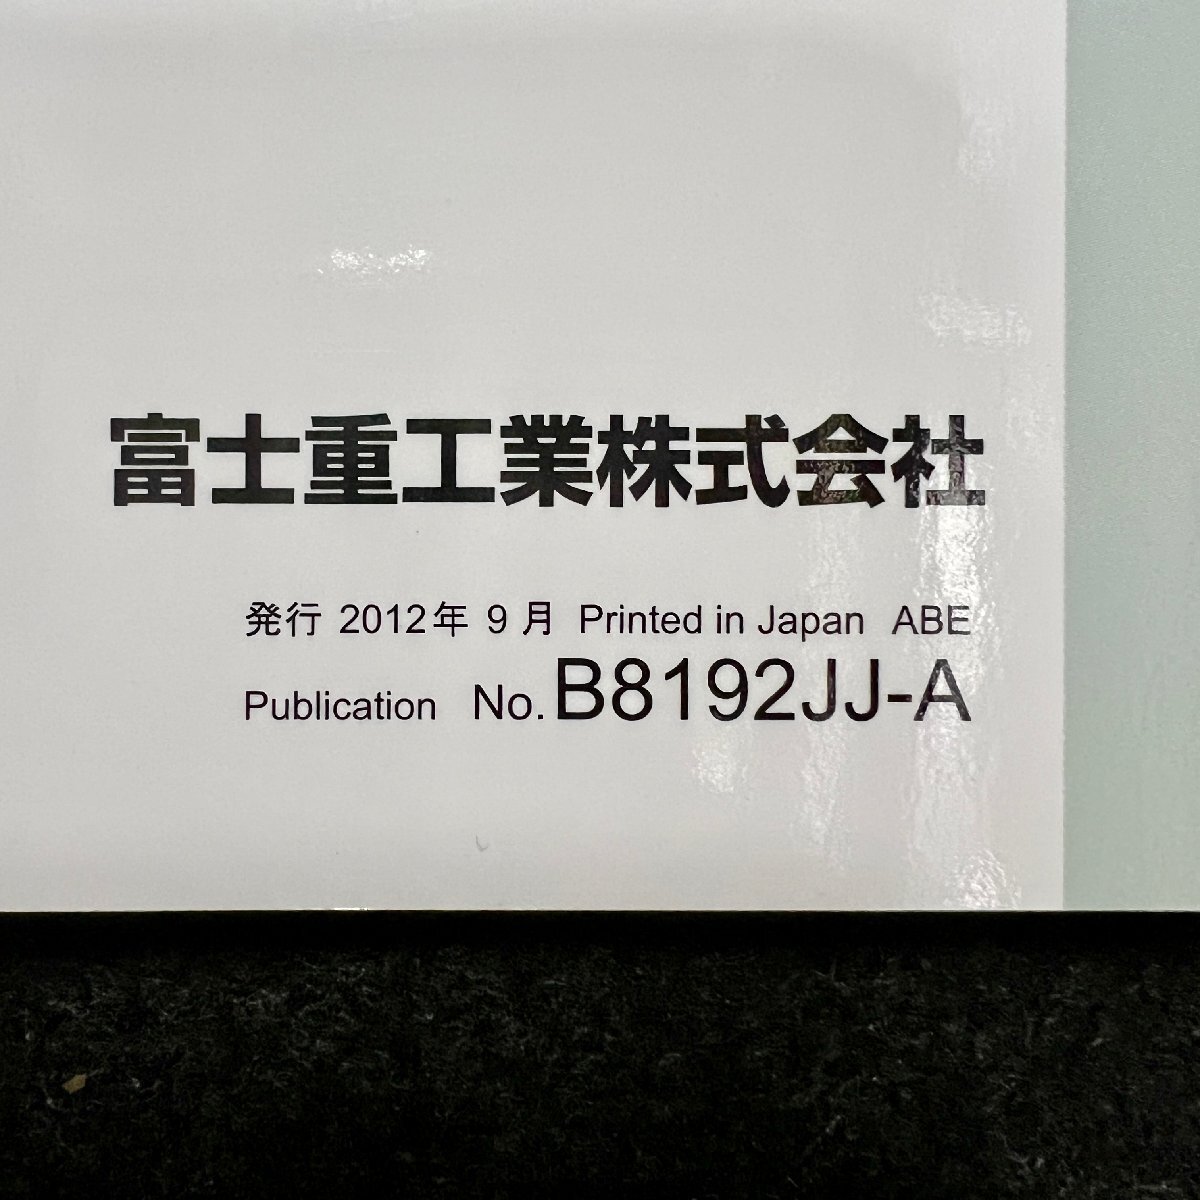 富士重工業株式会社
発行 2012年 9月 Printed in Japan ABE
Publication No.B8192JJ-A